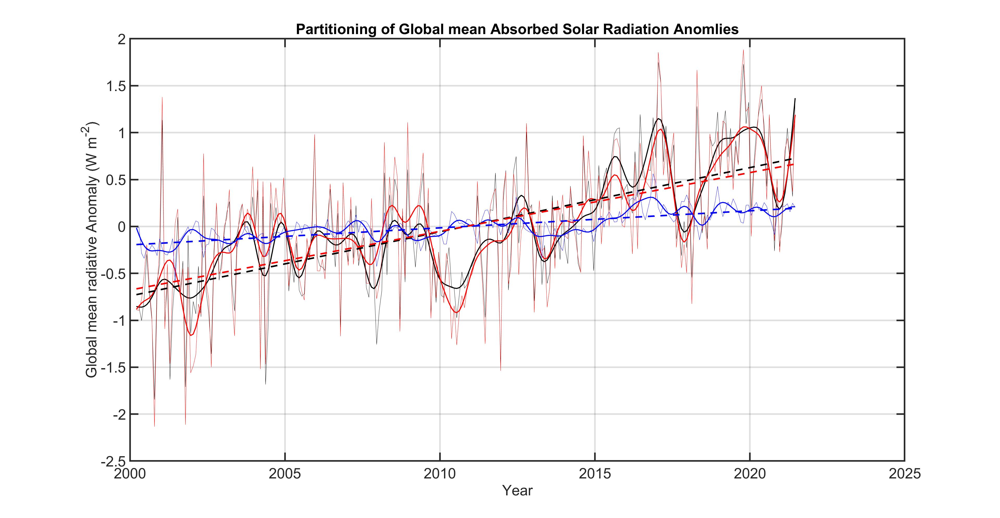 Partitioning of Global mean Absorbed Solar Radiation Anomlies
Global mean radiative Anomaly (W m-2)
2
1.5
1
0.5
0
-0.5
-1
-1.5
-2
-2.5
2000 2005 2010 2015 2020 2025
Year